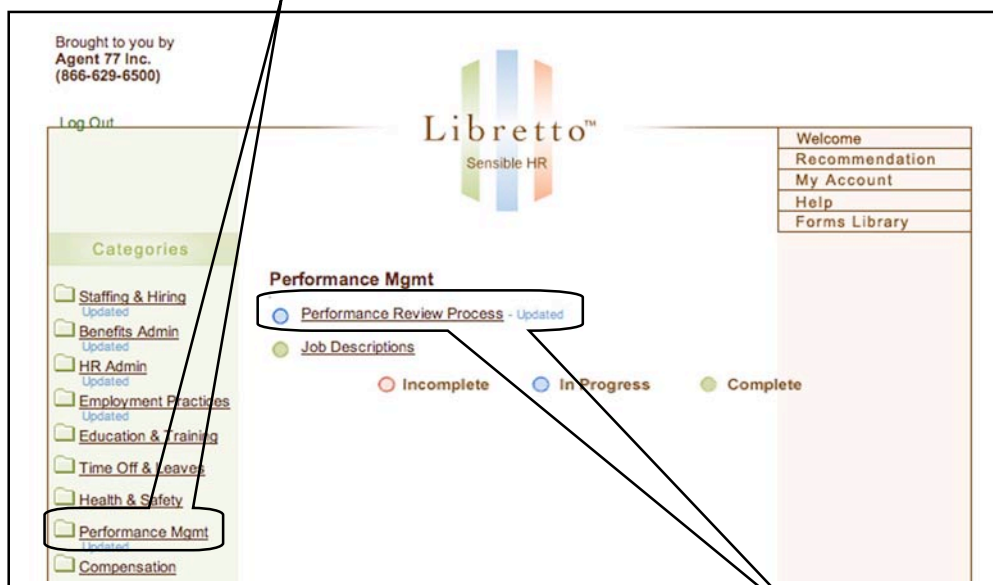 Brought to you by
Agent 77 Inc.
(866-629-6500)
Log Out
Libretto™
Sensible HR
Welcome
Recommendation
My Account
Help
Forms Library
Categories
Staffing & Hiring
Updated
Benefits Admin
Updated
HR Admin
Updated
Employment Practices
Updated
Education & Training
Time Off & Leaves
Health & Safety
Performance Mgmt
Updated
Compensation
Performance Mgmt
Performance Review Process - Updated
Job Descriptions
Incomplete In Progress Complete